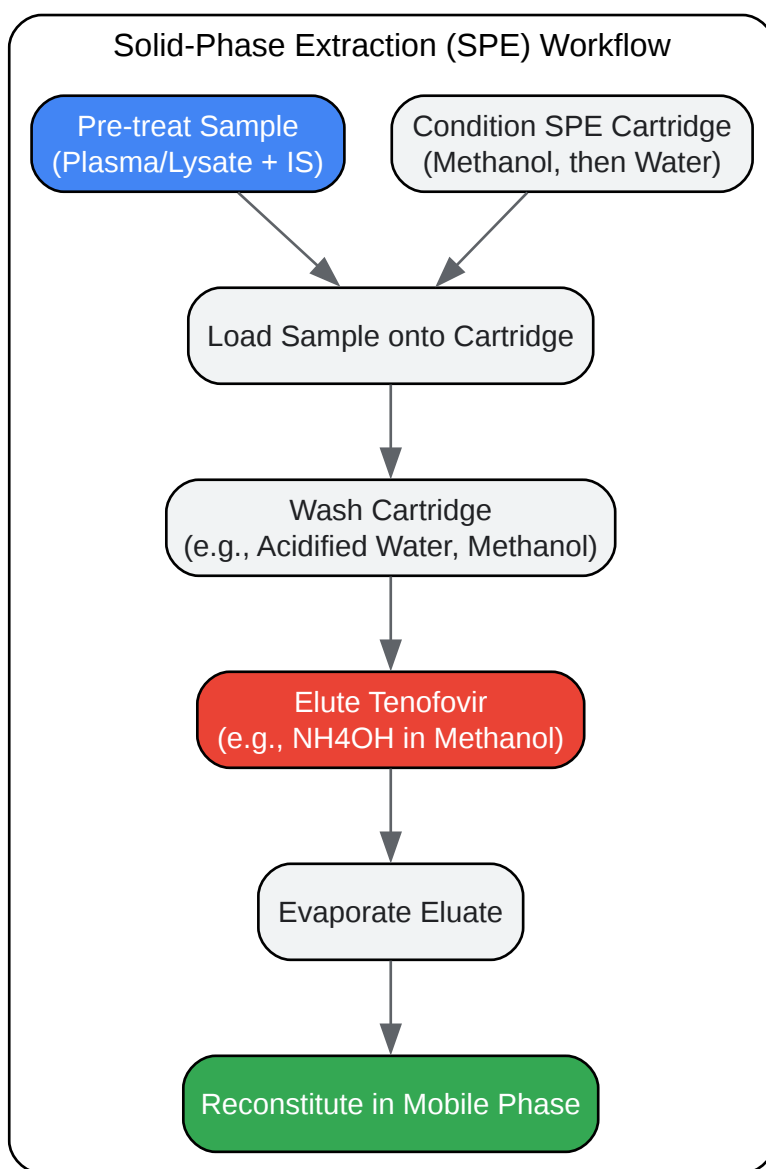 Solid-Phase Extraction (SPE) Workflow
Pre-treat Sample
(Plasma/Lysate + IS)
Condition SPE Cartridge
(Methanol, then Water)
Load Sample onto Cartridge
Wash Cartridge
(e.g., Acidified Water, Methanol)
Elute Tenofovir
(e.g., NH4OH in Methanol)
Evaporate Eluate
Reconstitute in Mobile Phase